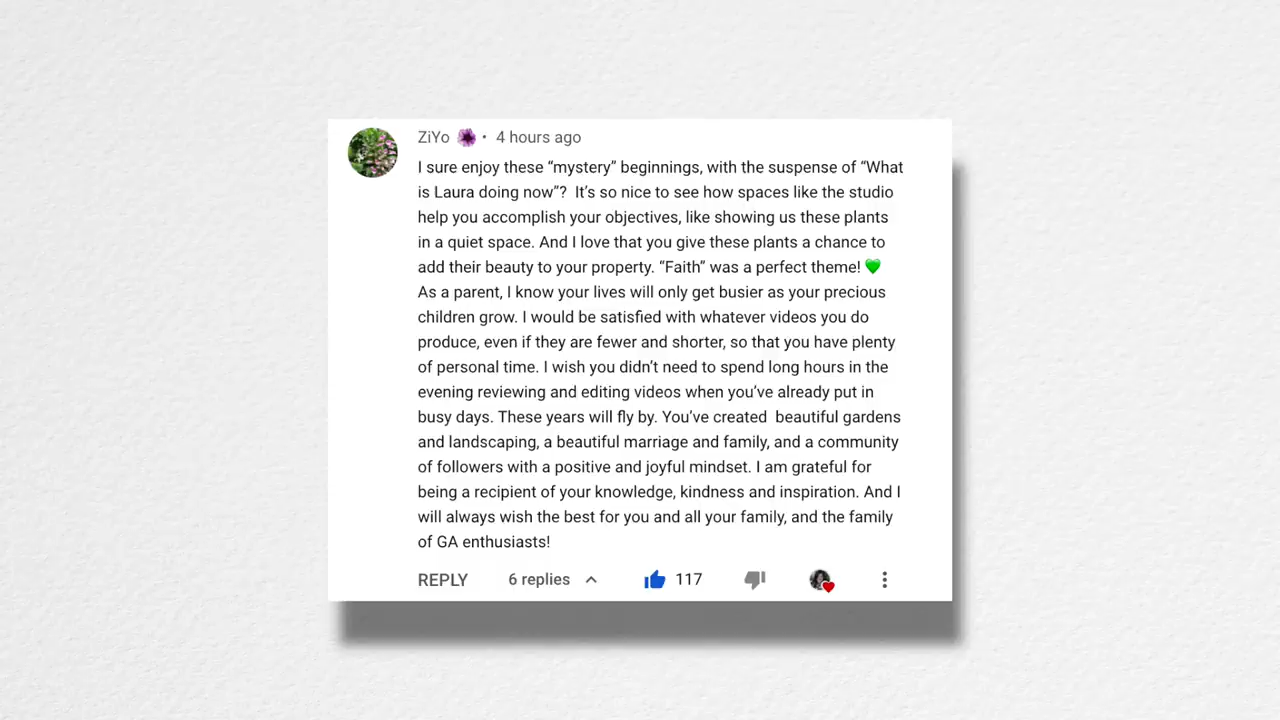 ZiYo • 4 hours ago
I sure enjoy these “mystery” beginnings, with the suspense of “What
is Laura doing now”?  It’s so nice to see how spaces like the studio
help you accomplish your objectives, like showing us these plants
in a quiet space. And I love that you give these plants a chance to
add their beauty to your property. “Faith” was a perfect theme! 💚
As a parent, I know your lives will only get busier as your precious
children grow. I would be satisfied with whatever videos you do
produce, even if they are fewer and shorter, so that you have plenty
of personal time. I wish you didn’t need to spend long hours in the
evening reviewing and editing videos when you’ve already put in
busy days. These years will fly by. You’ve created  beautiful gardens
and landscaping, a beautiful marriage and family, and a community
of followers with a positive and joyful mindset. I am grateful for
being a recipient of your knowledge, kindness and inspiration. And I
will always wish the best for you and all your family, and the family
of GA enthusiasts!
REPLY 6 replies 117